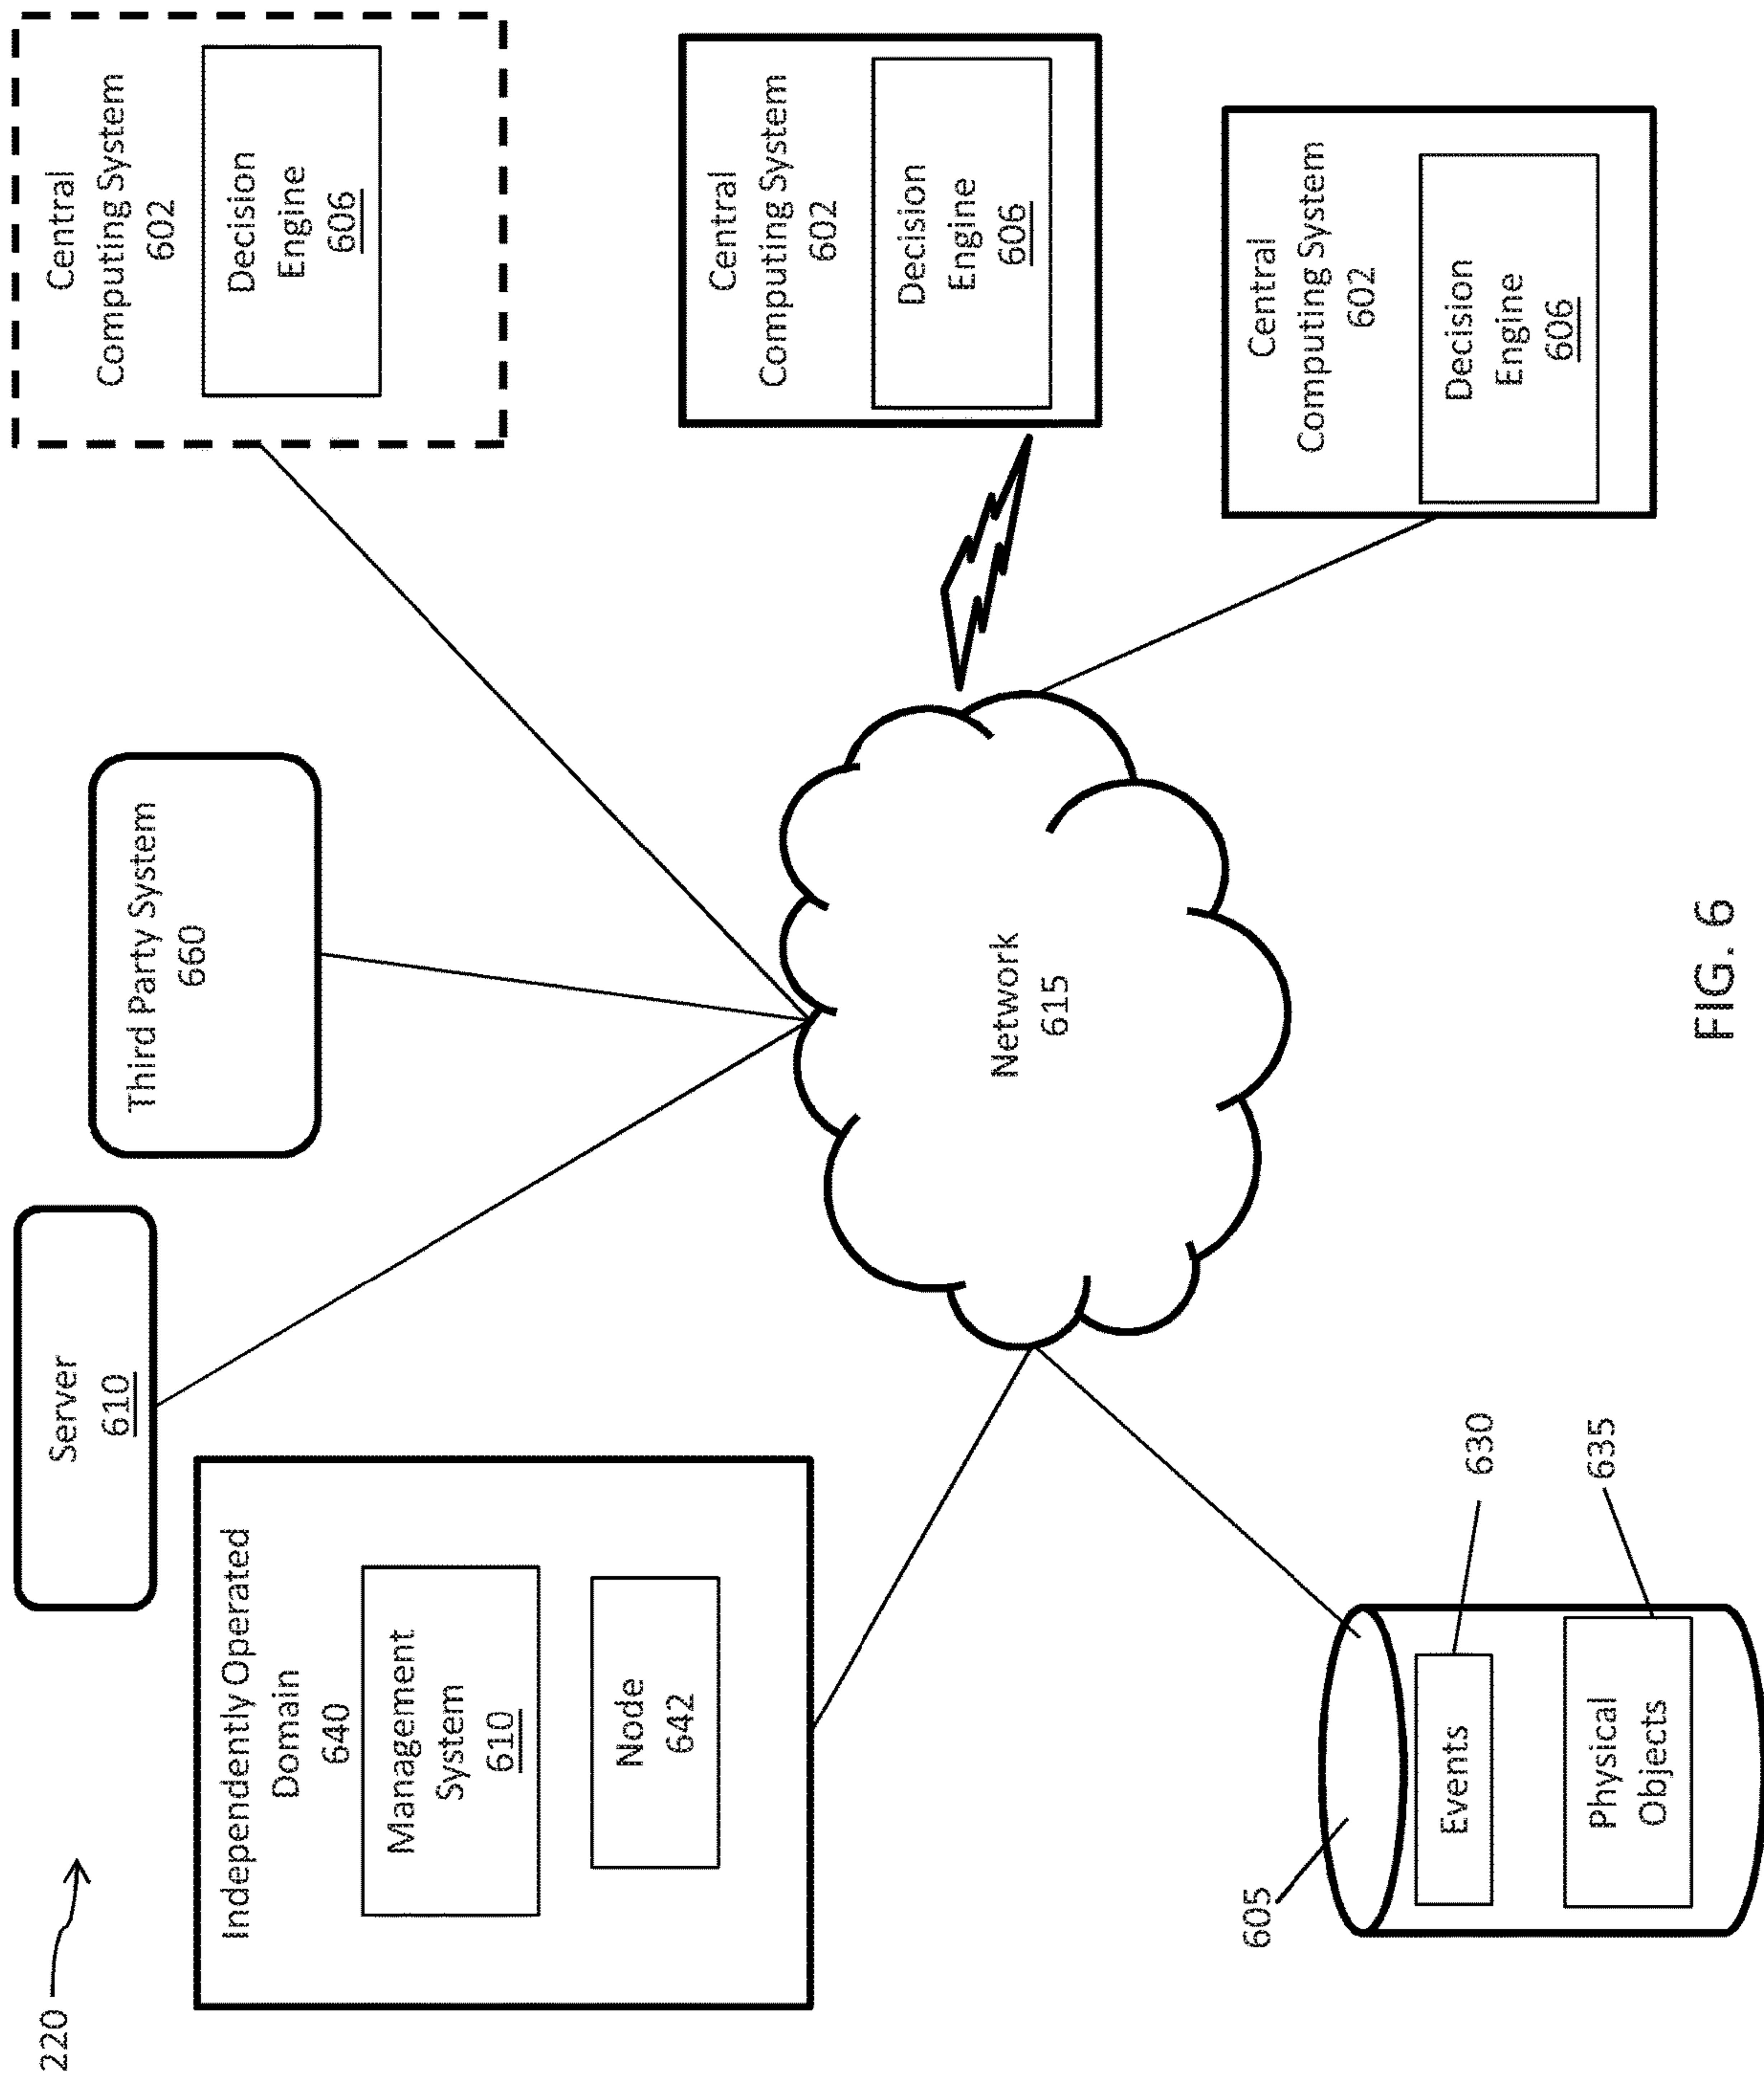 220
Server
610
Third Party System
660
Central
Computing System
602
Decision
Engine
606
Independently Operated
Domain
640
Management
System
610
Node
642
Central
Computing System
602
Decision
Engine
606
Network
615
Central
Computing System
602
Decision
Engine
606
605
Events
630
Physical
Objects
635
FIG. 6